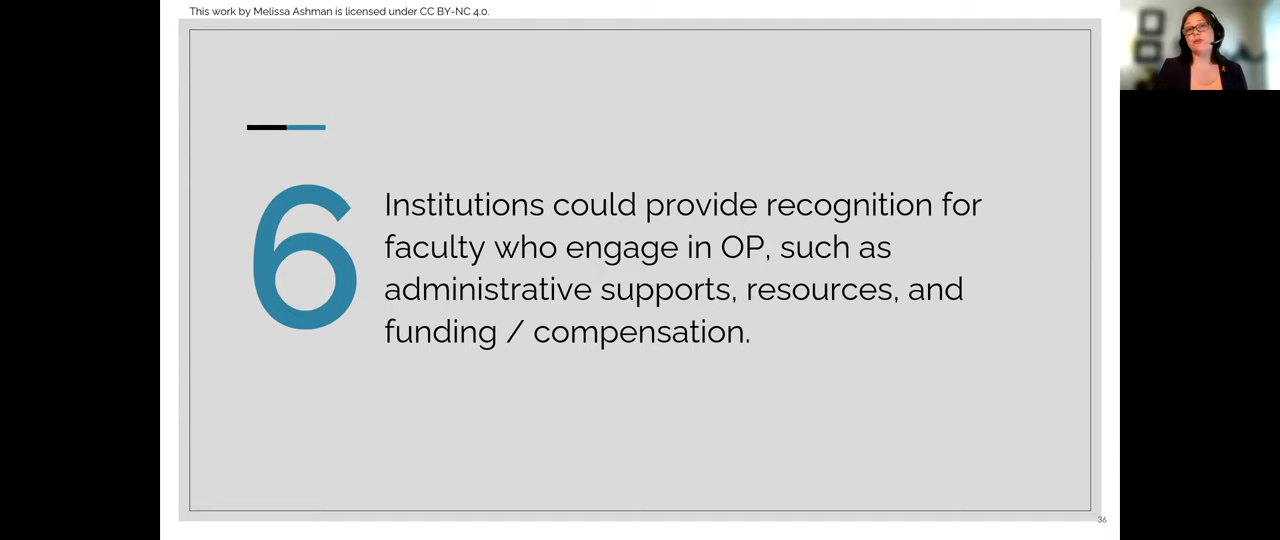 This work by Melissa Ashman is licensed under CC BY-NC 4.0.
6
Institutions could provide recognition for
faculty who engage in OP, such as
administrative supports, resources, and
funding / compensation.
36